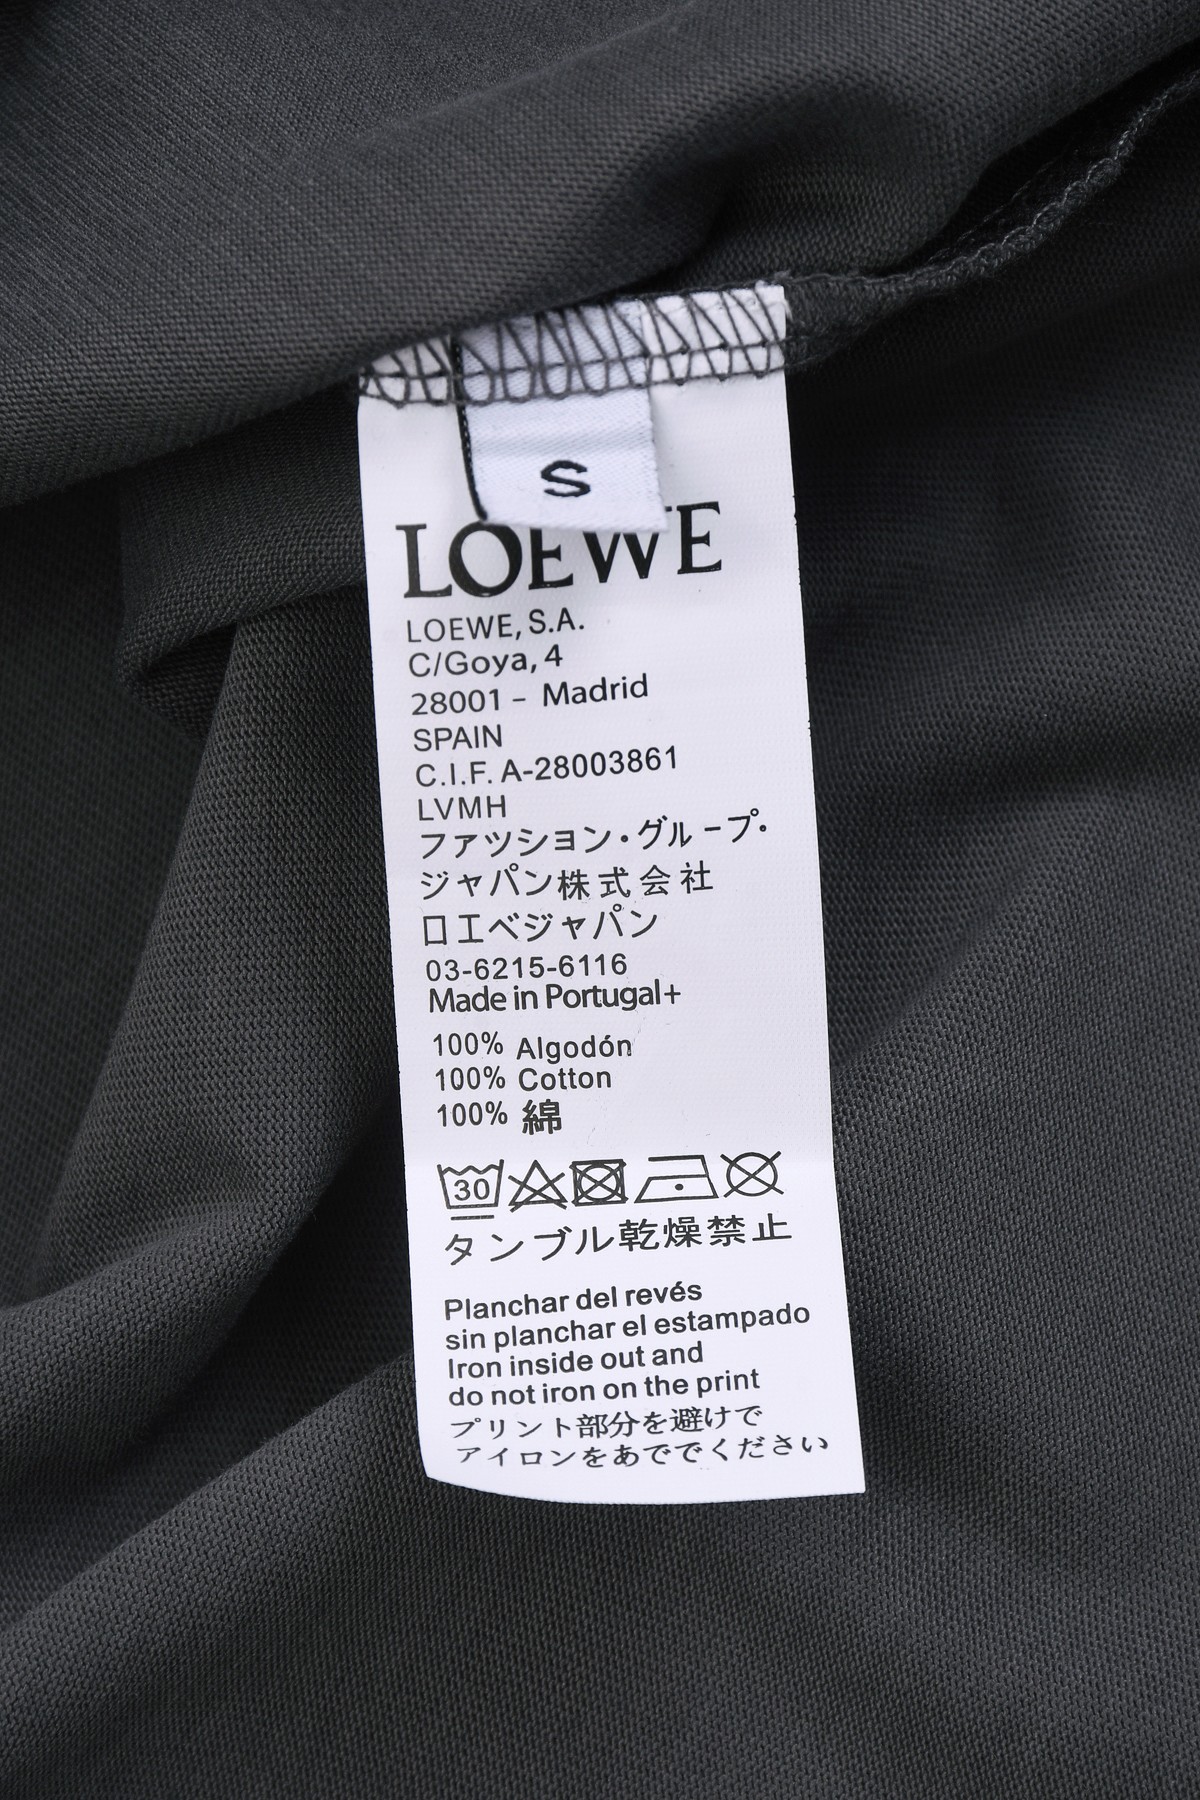 S
LOEWE
LOEWE, S.A.
C/Goya, 4
28001 - Madrid
SPAIN
C.I.F. A-28003861
LVMH
ファツション・グループ・
ジャパン株式会社
ロエベジャパン
03-6215-6116
Made in Portugal+
100% Algodón
100% Cotton
100% 綿
30
タンブル乾燥禁止
Planchar del revés
sin planchar el estampado
Iron inside out and
do not iron on the print
プリント部分を避けで
アイロンをあででください